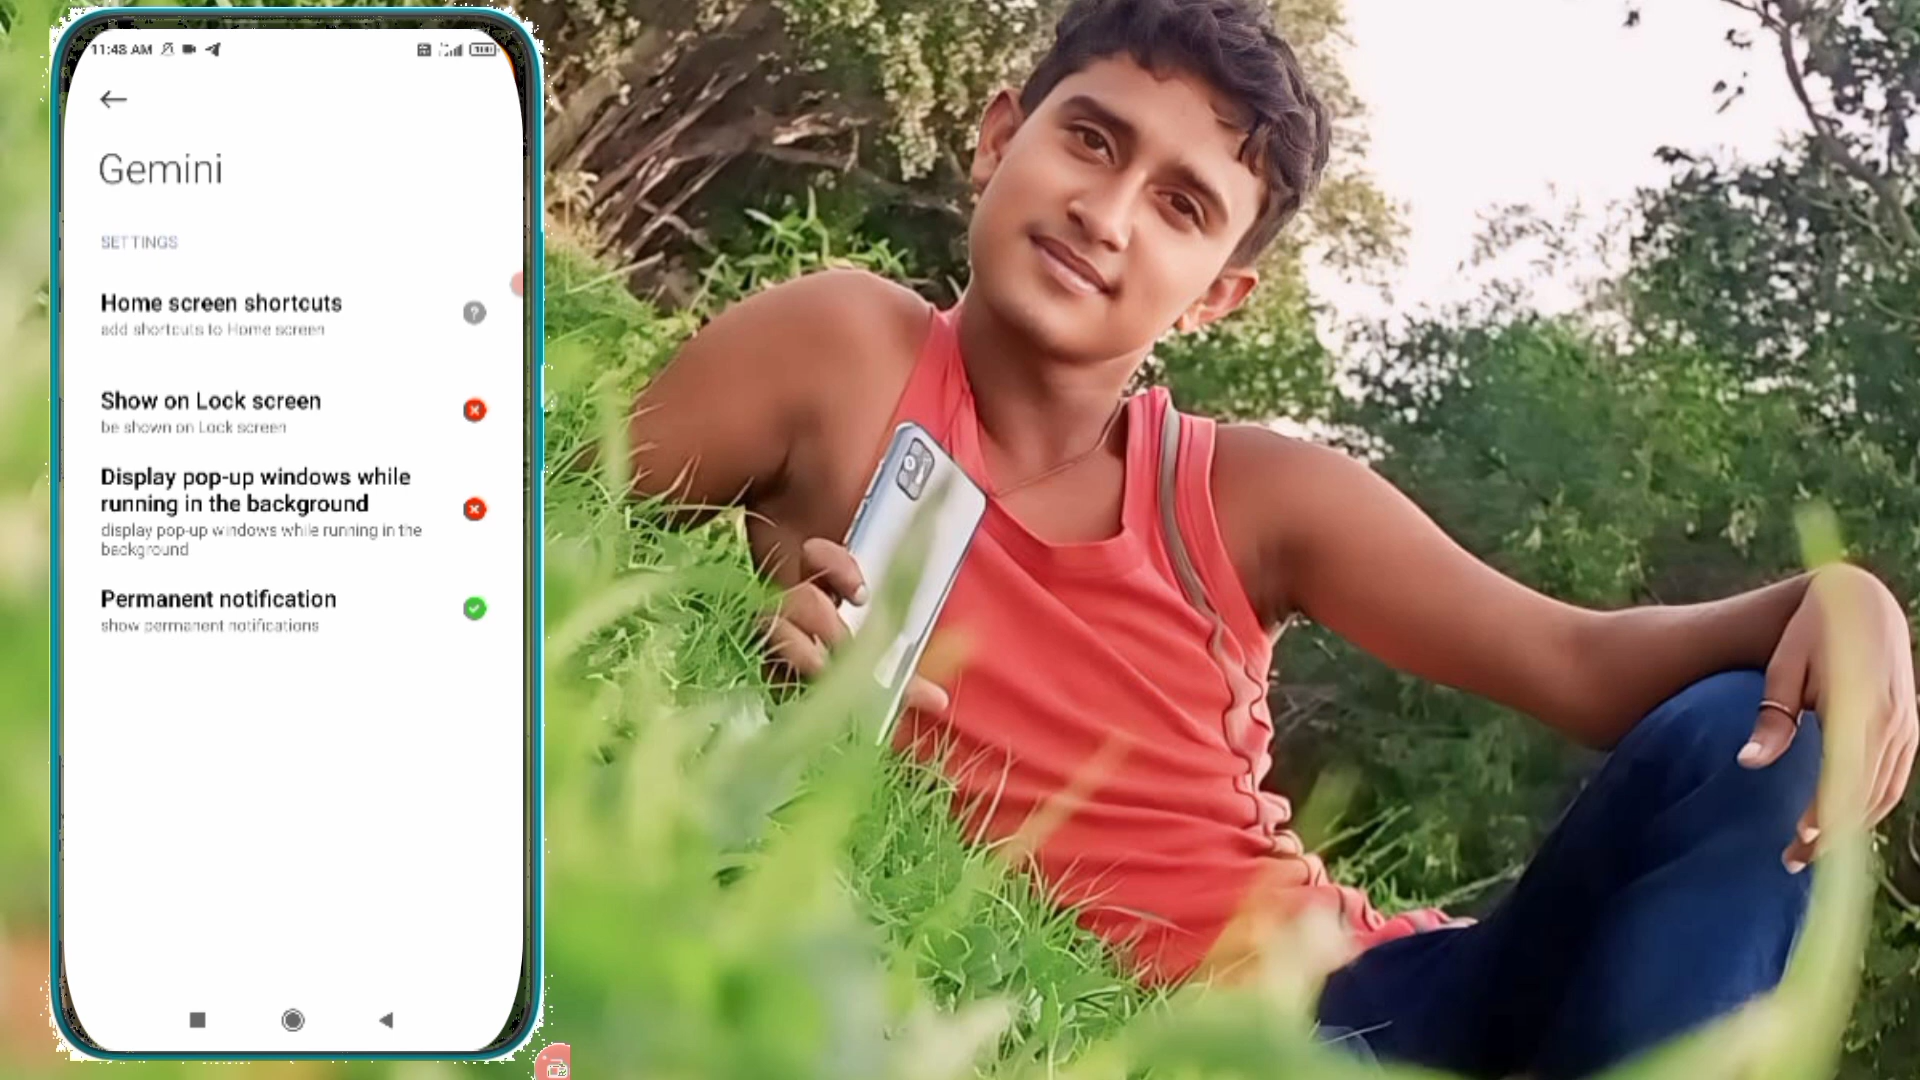 11:48 AM
Gemini
SETTINGS
Home screen shortcuts
add shortcuts to Home screen
Show on Lock screen
be shown on Lock screen
Display pop-up windows while
running in the background
display pop-up windows while running in the
background
Permanent notification
show permanent notifications